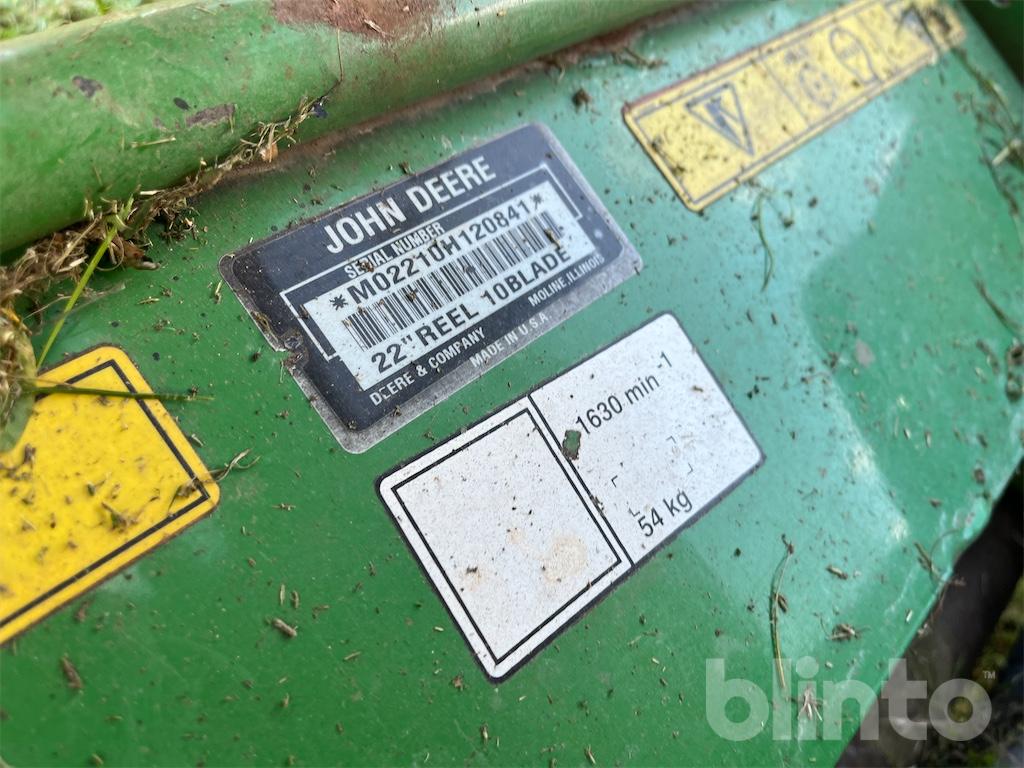 JOHN DEERE
SERIAL NUMBER
*M02210H120841*
22" REEL 10BLADE
DEERE & COMPANY MOLINE, ILLINOIS
MADE IN U.S.A.
1630 min -1
54 kg
blinto™